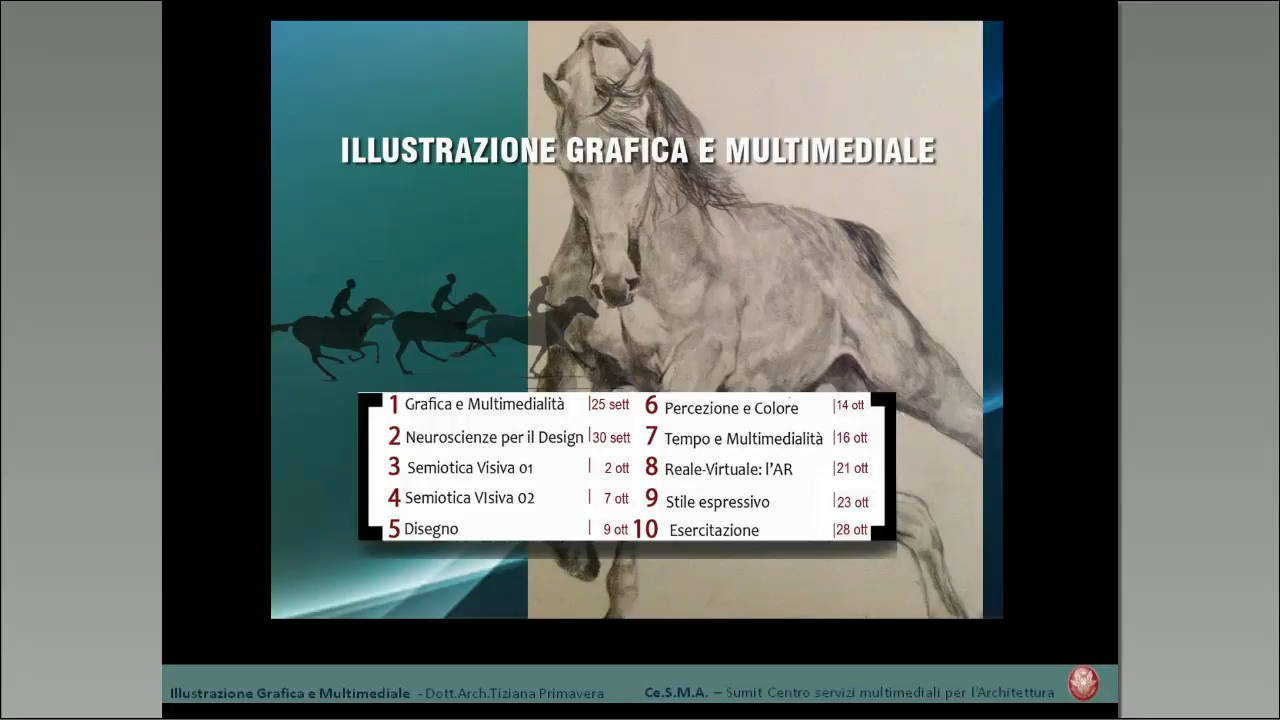 ILLUSTRAZIONE GRAFICA E MULTIMEDIALE
1 Grafica e Multimedialità |25 sett
2 Neuroscienze per il Design |30 sett
3 Semiotica Visiva 01 | 2 ott
4 Semiotica VIsiva 02 | 7 ott
5 Disegno | 9 ott
6 Percezione e Colore |14 ott
7 Tempo e Multimedialità |16 ott
8 Reale-Virtuale: l'AR |21 ott
9 Stile espressivo |23 ott
10 Esercitazione |28 ott
Illustrazione Grafica e Multimediale - Dott.Arch.Tiziana Primavera
Ce.S.M.A. – Sumit Centro servizi multimediali per l'Architettura